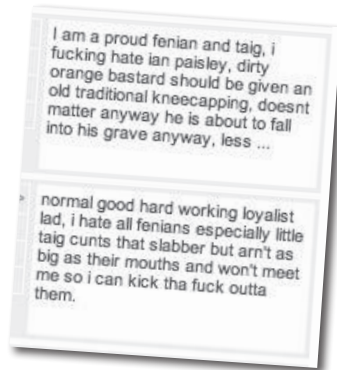 I am a proud fenian and taig, i
fucking hate ian paisley, dirty
orange bastard should be given an
old traditional kneecapping, doesnt
matter anyway he is about to fall
into his grave anyway, less ...
normal good hard working loyalist
lad, i hate all fenians especially little
taig cunts that slabber but arn't as
big as their mouths and won't meet
me so i can kick tha fuck outta
them.